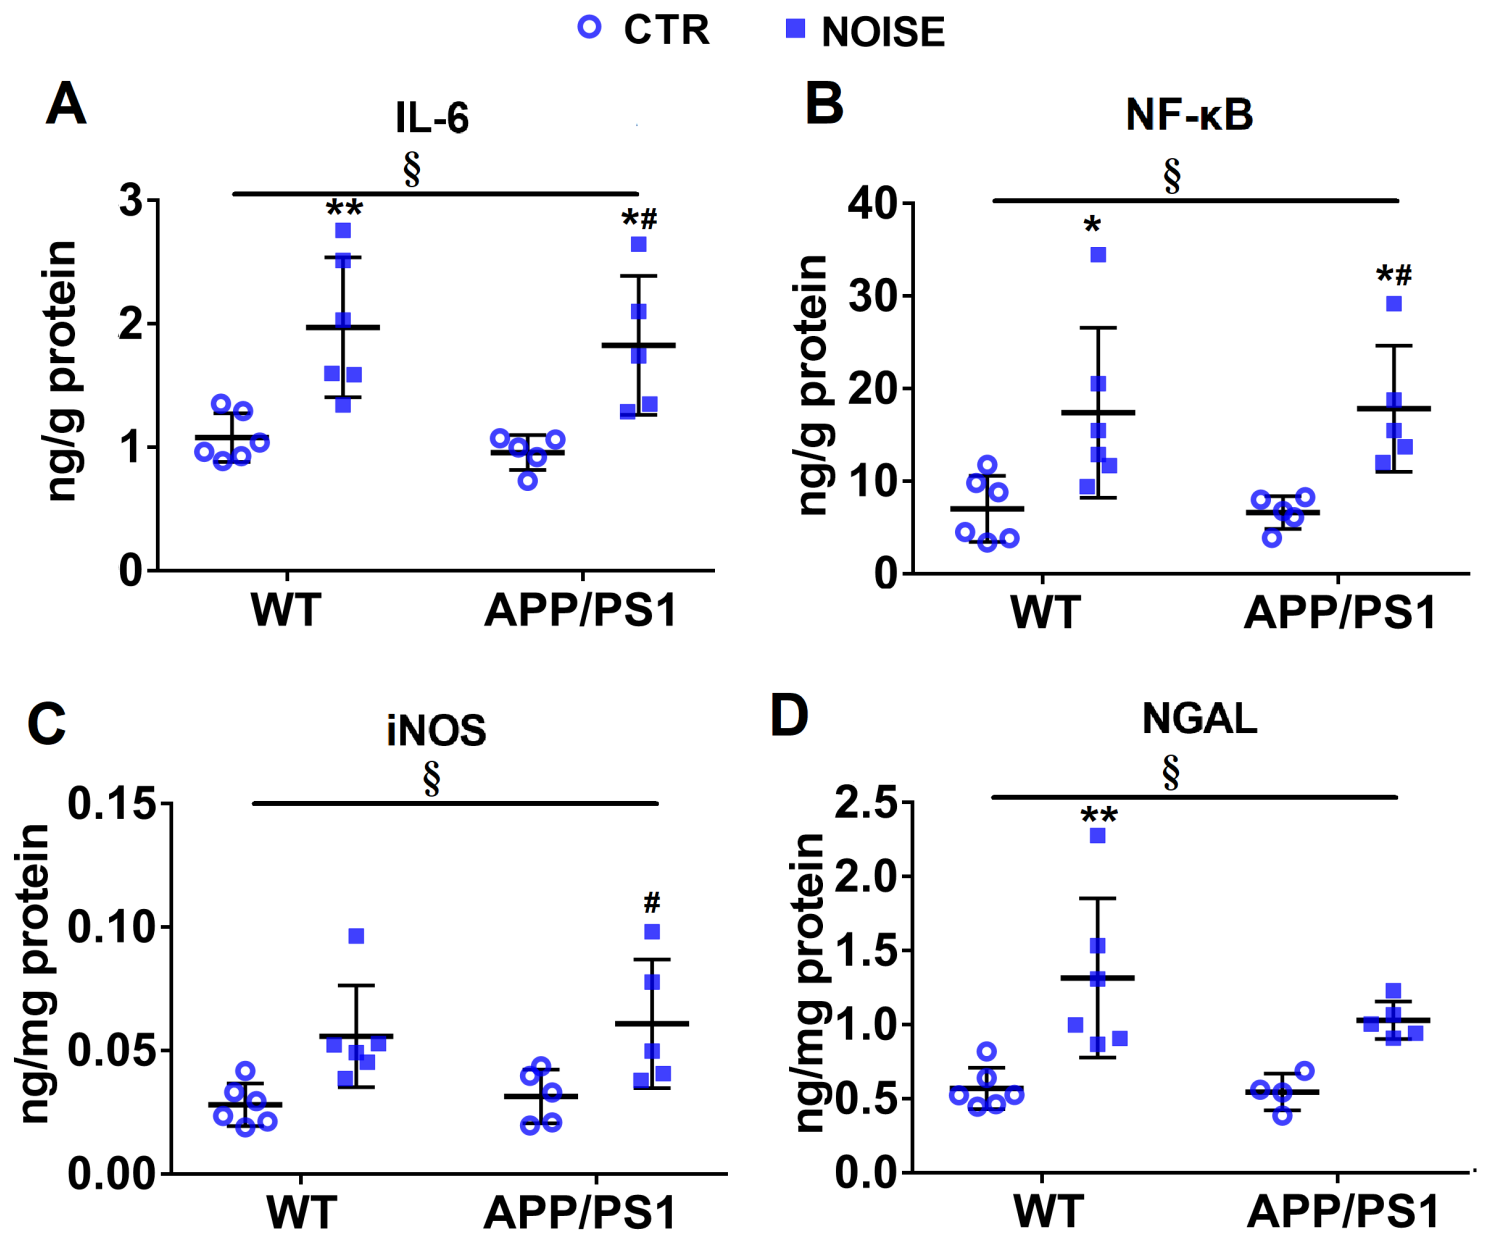 CTR NOISE
A
IL-6
§
3
2
1
0
** *#
ng/g protein
WT APP/PS1
B
NF-κB
§
40
30
20
10
0
* *#
ng/g protein
WT APP/PS1
C
iNOS
§
0.15
0.10
0.05
0.00
#
ng/mg protein
WT APP/PS1
D
NGAL
§
2.5
2.0
1.5
1.0
0.5
0.0
**
ng/mg protein
WT APP/PS1